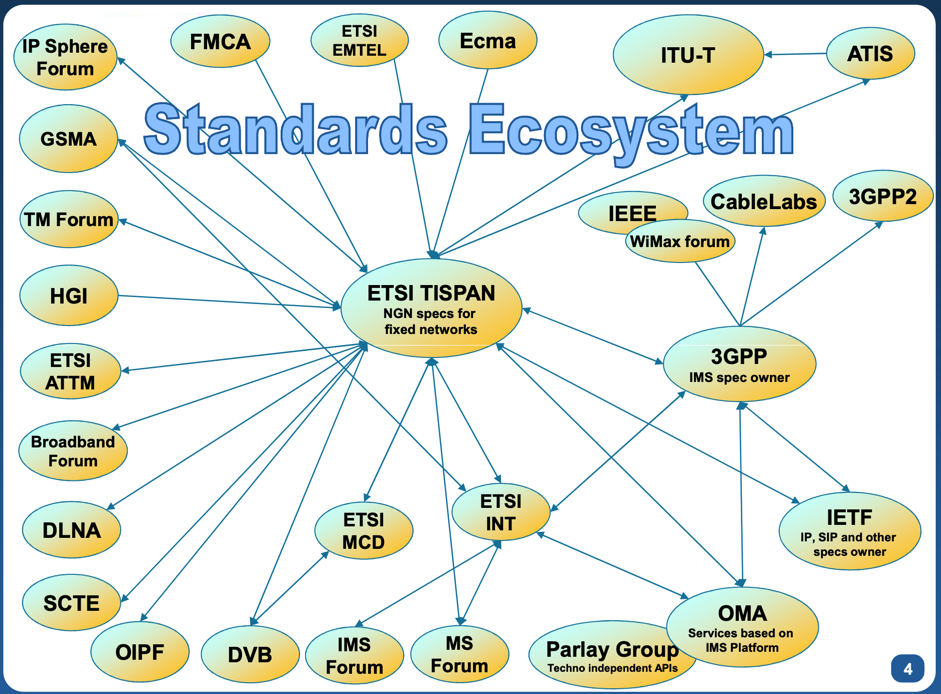 IP Sphere
Forum
FMCA
ETSI
EMTEL
Ecma
ITU-T
ATIS
Standards Ecosystem
GSMA
TM Forum
IEEE
WiMax forum
CableLabs
3GPP2
HGI
ETSI TISPAN
NGN specs for
fixed networks
3GPP
IMS spec owner
ETSI
ATTM
Broadband
Forum
DLNA
ETSI
MCD
ETSI
INT
IETF
IP, SIP and other
specs owner
SCTE
OIPF
DVB
IMS
Forum
MS
Forum
Parlay Group
Techno independent APIs
OMA
Services based on
IMS Platform
4